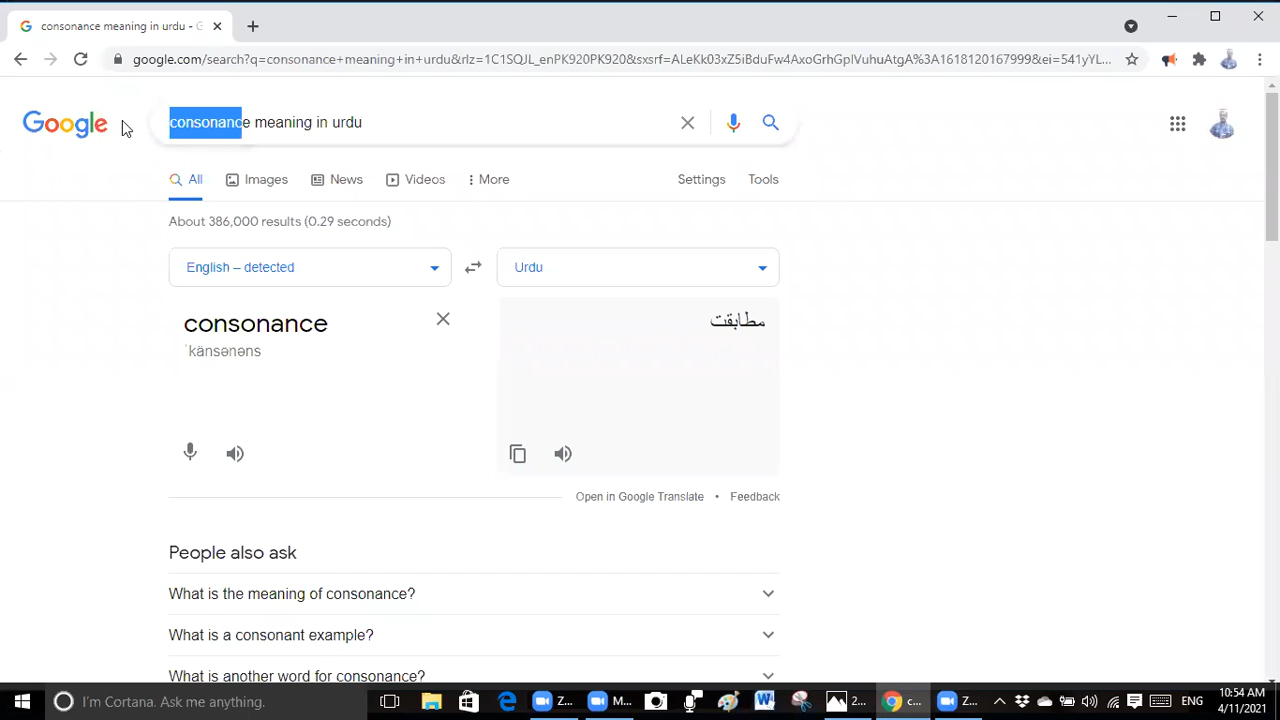 consonance meaning in urdu - G
google.com/search?q=consonance+meaning+in+urdu&rlz=1C1SQJL_enPK920PK920&sxsrf=ALeKk03xZ5iBduFw4AxoGrhGpIVuhuAtgA%3A1618120167999&ei=541yYL...
Google
consonance meaning in urdu
All
Images
News
Videos
More
Settings
Tools
About 386,000 results (0.29 seconds)
English – detected
Urdu
consonance
مطابقت
ˈkänsənəns
Open in Google Translate • Feedback
People also ask
What is the meaning of consonance?
What is a consonant example?
What is another word for consonance?
I'm Cortana. Ask me anything.
Z...
M...
2...
c...
Z...
ENG
10:54 AM
4/11/2021